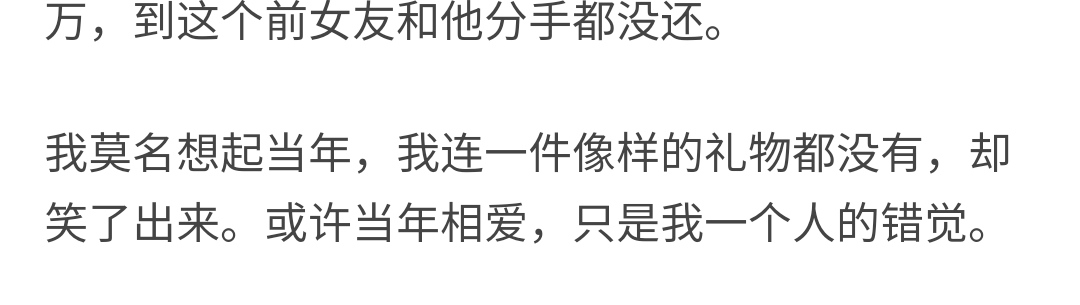 万，到这个前女友和他分手都没还。
我莫名想起当年，我连一件像样的礼物都没有，却
笑了出来。或许当年相爱，只是我一个人的错觉。